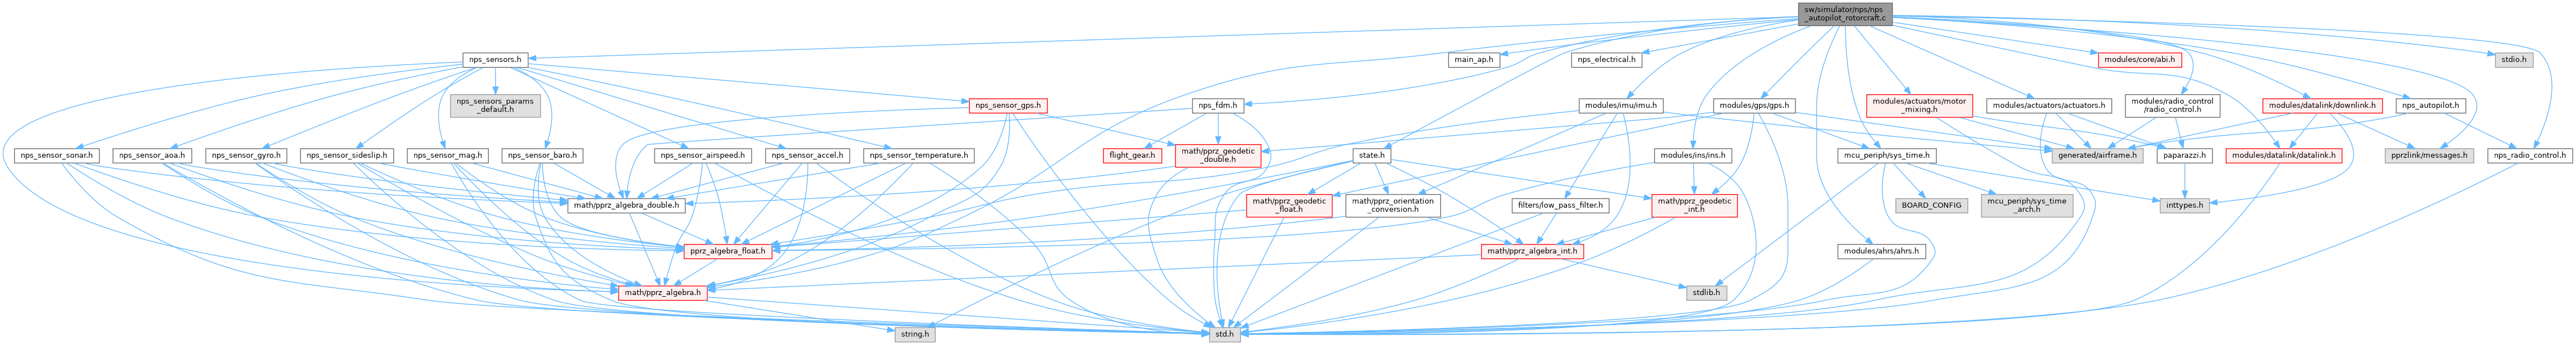 sw/simulator/nps/nps
_autopilot_rotorcraft.c
nps_sensors.h
main_ap.h
nps_electrical.h
modules/core/abi.h
stdio.h
nps_sensors_params
_default.h
nps_sensor_gps.h
nps_fdm.h
modules/imu/imu.h
modules/gps/gps.h
modules/actuators/motor
_mixing.h
modules/actuators/actuators.h
modules/radio_control
/radio_control.h
modules/datalink/downlink.h
nps_autopilot.h
nps_sensor_sonar.h
nps_sensor_aoa.h
nps_sensor_gyro.h
nps_sensor_sideslip.h
nps_sensor_mag.h
nps_sensor_baro.h
nps_sensor_airspeed.h
nps_sensor_accel.h
nps_sensor_temperature.h
flight_gear.h
math/pprz_geodetic
_double.h
state.h
modules/ins/ins.h
mcu_periph/sys_time.h
generated/airframe.h
paparazzi.h
modules/datalink/datalink.h
pprzlink/messages.h
nps_radio_control.h
math/pprz_algebra_double.h
math/pprz_geodetic
_float.h
math/pprz_orientation
_conversion.h
filters/low_pass_filter.h
math/pprz_geodetic
_int.h
BOARD_CONFIG
mcu_periph/sys_time
_arch.h
inttypes.h
pprz_algebra_float.h
math/pprz_algebra_int.h
modules/ahrs/ahrs.h
math/pprz_algebra.h
stdlib.h
string.h
std.h